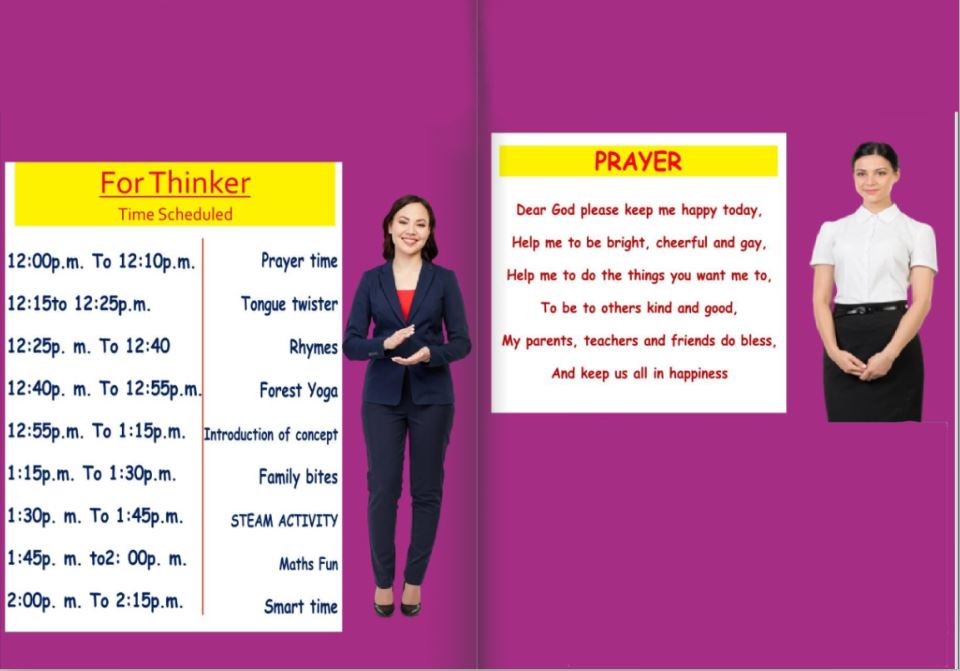 For Thinker
Time Scheduled
12:00p.m. To 12:10p.m. Prayer time
12:15to 12:25p.m. Tongue twister
12:25p. m. To 12:40 Rhymes
12:40p. m. To 12:55p.m. Forest Yoga
12:55p.m. To 1:15p.m. Introduction of concept
1:15p.m. To 1:30p.m. Family bites
1:30p. m. To 1:45p.m. STEAM ACTIVITY
1:45p. m. to2: 00p. m. Maths Fun
2:00p. m. To 2:15p.m. Smart time
PRAYER
Dear God please keep me happy today,
Help me to be bright, cheerful and gay,
Help me to do the things you want me to,
To be to others kind and good,
My parents, teachers and friends do bless,
And keep us all in happiness